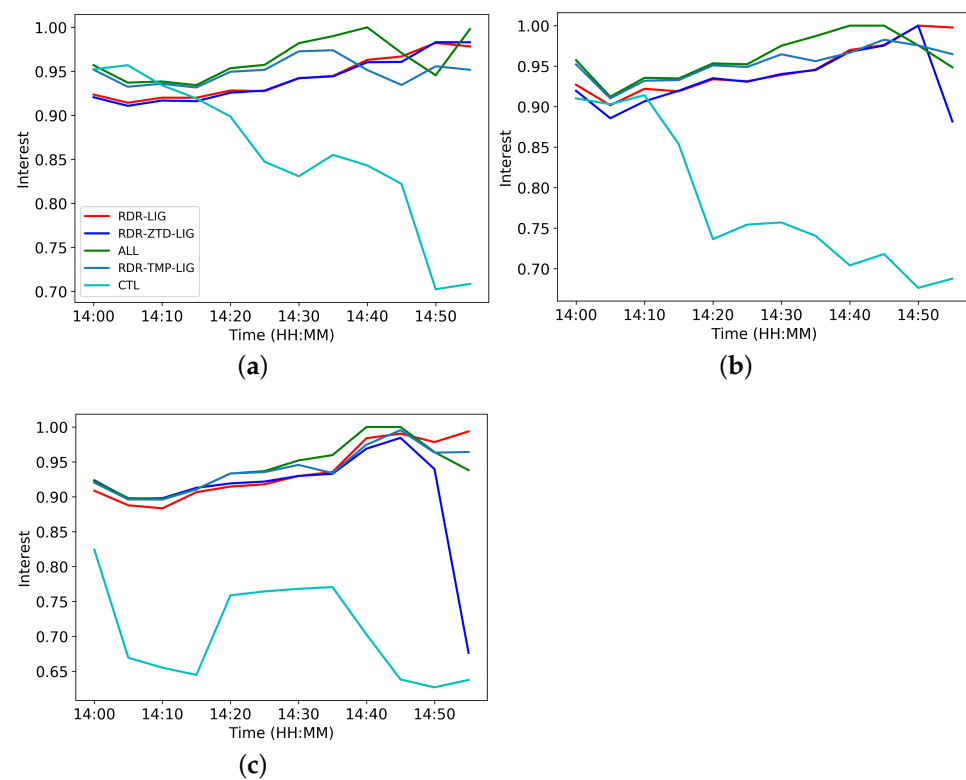 1.00
0.95
0.90
0.85
0.80
0.75
0.70
Interest
RDR-LIG
RDR-ZTD-LIG
ALL
RDR-TMP-LIG
CTL
14:00 14:10 14:20 14:30 14:40 14:50
Time (HH:MM)
(a)
1.00
0.95
0.90
0.85
0.80
0.75
0.70
Interest
14:00 14:10 14:20 14:30 14:40 14:50
Time (HH:MM)
(b)
1.00
0.95
0.90
0.85
0.80
0.75
0.70
0.65
Interest
14:00 14:10 14:20 14:30 14:40 14:50
Time (HH:MM)
(c)